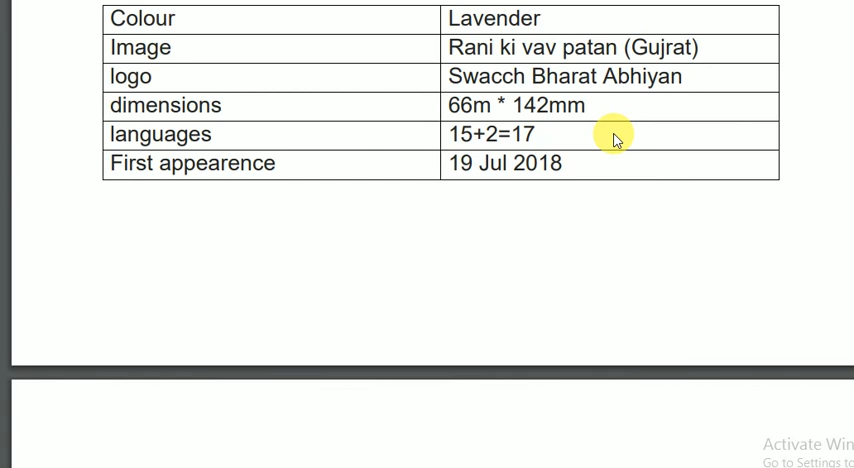 Colour Lavender
Image Rani ki vav patan (Gujrat)
logo Swacch Bharat Abhiyan
dimensions 66m * 142mm
languages 15+2=17
First appearence 19 Jul 2018
Activate Win
Go to Settings to